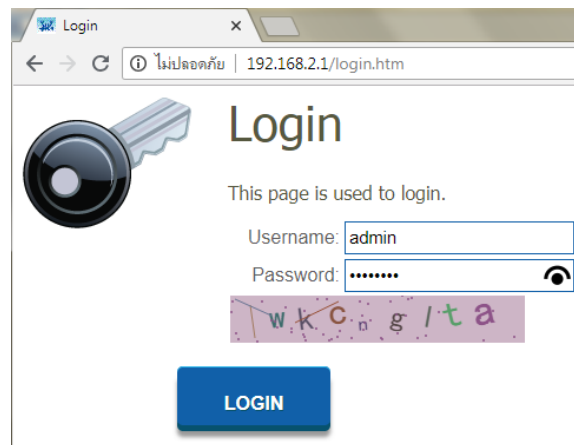 Login
ไม่ปลอดภัย | 192.168.2.1/login.htm
Login
This page is used to login.
Username: admin
Password: ••••••••
w k C n g l t a
LOGIN